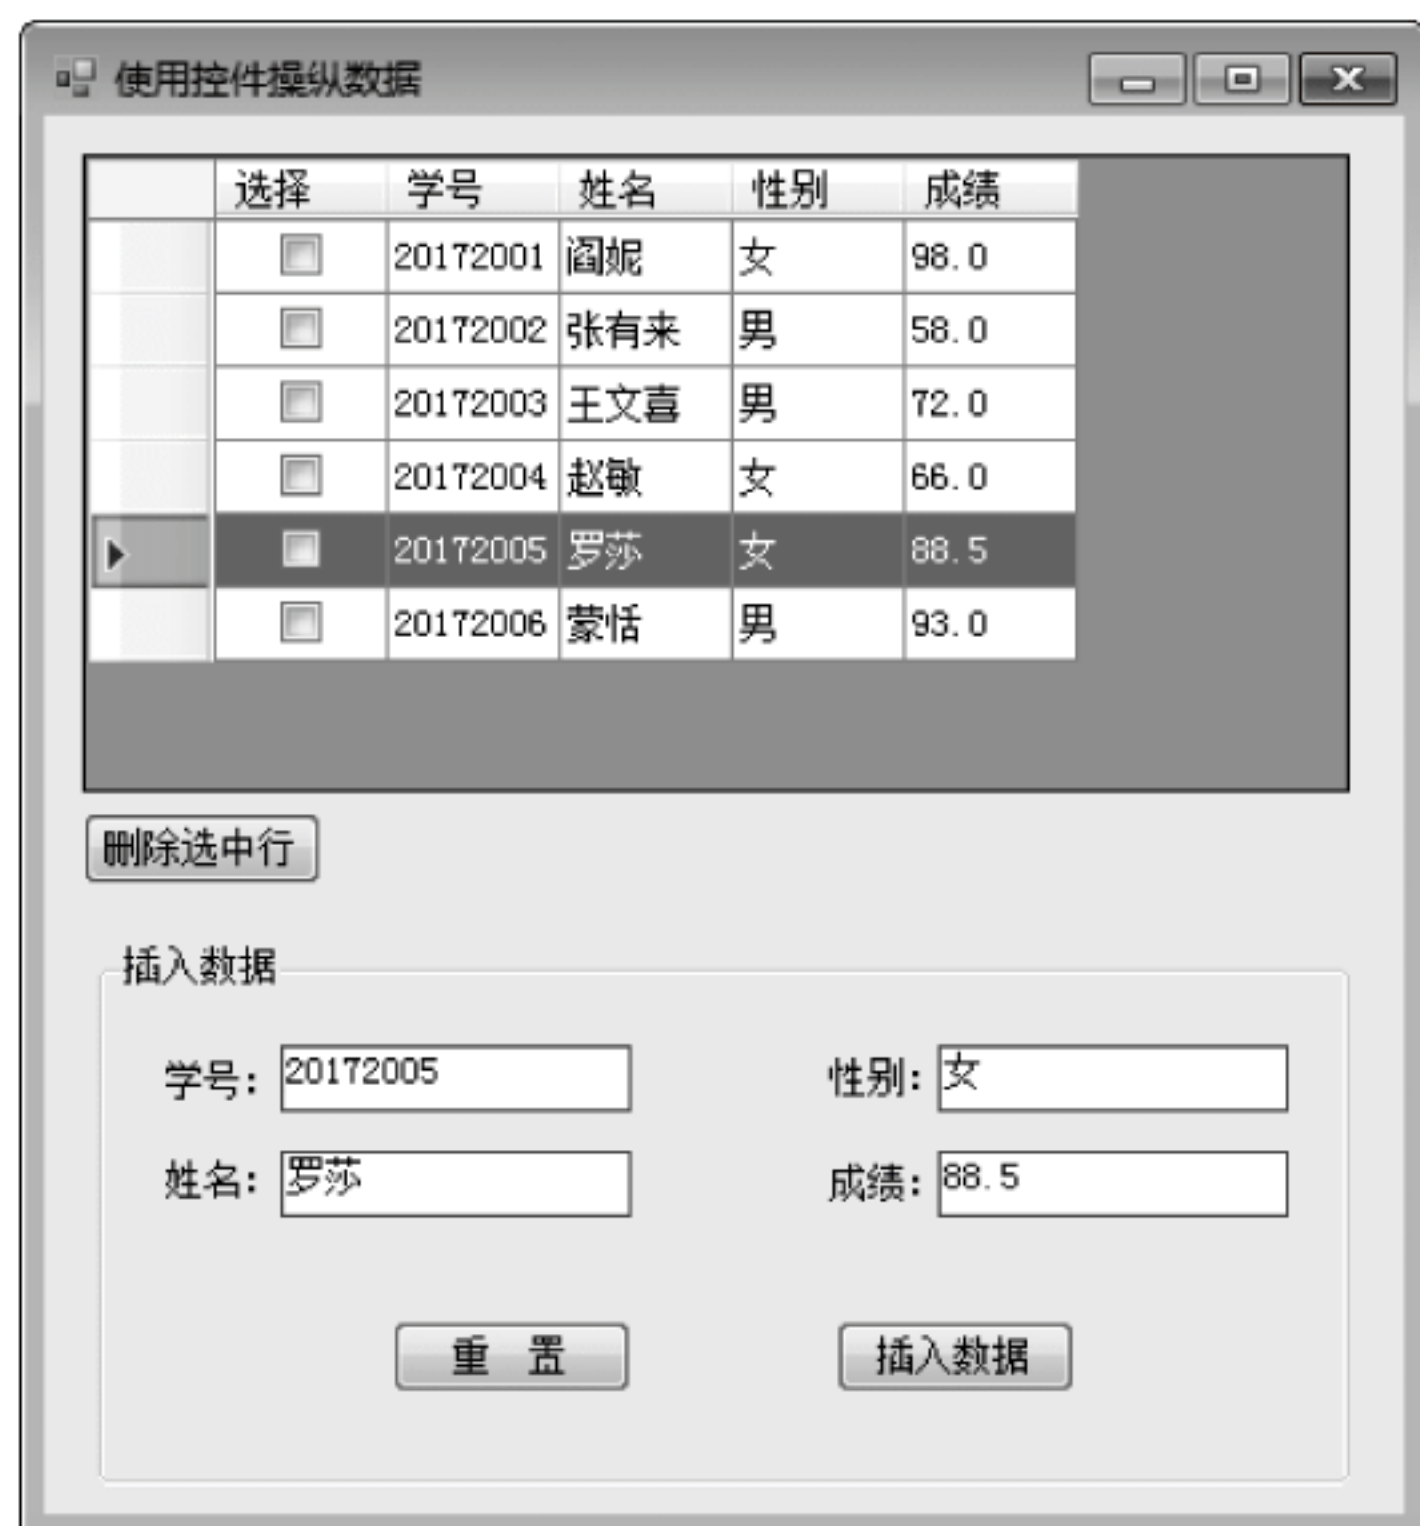 使用控件操纵数据
选择 学号 姓名 性别 成绩
20172001 阎妮 女 98.0
20172002 张有来 男 58.0
20172003 王文喜 男 72.0
20172004 赵敏 女 66.0
20172005 罗莎 女 88.5
20172006 蒙恬 男 93.0
删除选中行
插入数据
学号: 20172005 性别: 女
姓名: 罗莎 成绩: 88.5
重 置 插入数据